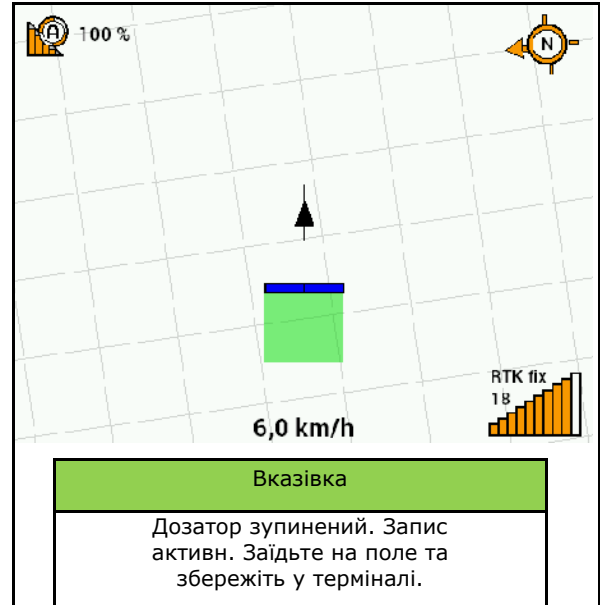 A 100 %
N
RTK fix
18
6,0 km/h
Вказівка
Дозатор зупинений. Запис
активн. Заїдьте на поле та
збережіть у терміналі.